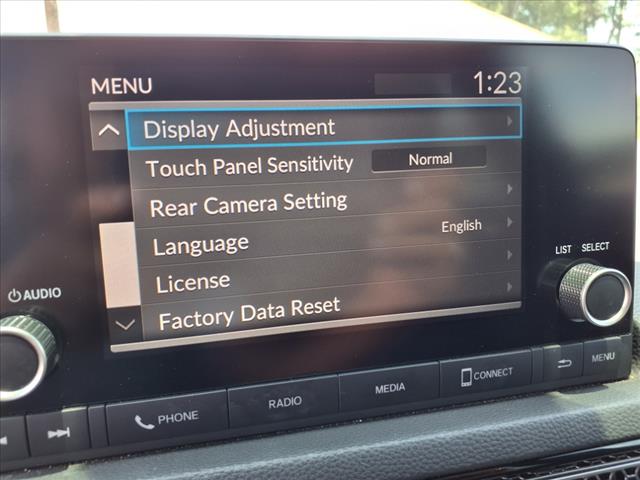 MENU 1:23
Display Adjustment
Touch Panel Sensitivity Normal
Rear Camera Setting
Language English
License
Factory Data Reset
AUDIO
LIST SELECT
PHONE RADIO MEDIA CONNECT MENU